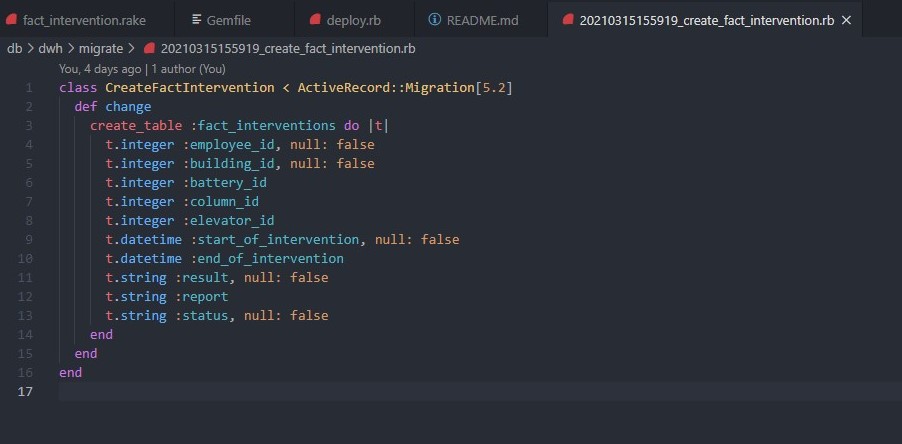 fact_intervention.rake Gemfile deploy.rb README.md 20210315155919_create_fact_intervention.rb
db > dwh > migrate > 20210315155919_create_fact_intervention.rb
You, 4 days ago | 1 author (You)
1 class CreateFactIntervention < ActiveRecord::Migration[5.2]
2 def change
3 create_table :fact_interventions do |t|
4 t.integer :employee_id, null: false
5 t.integer :building_id, null: false
6 t.integer :battery_id
7 t.integer :column_id
8 t.integer :elevator_id
9 t.datetime :start_of_intervention, null: false
10 t.datetime :end_of_intervention
11 t.string :result, null: false
12 t.string :report
13 t.string :status, null: false
14 end
15 end
16 end
17